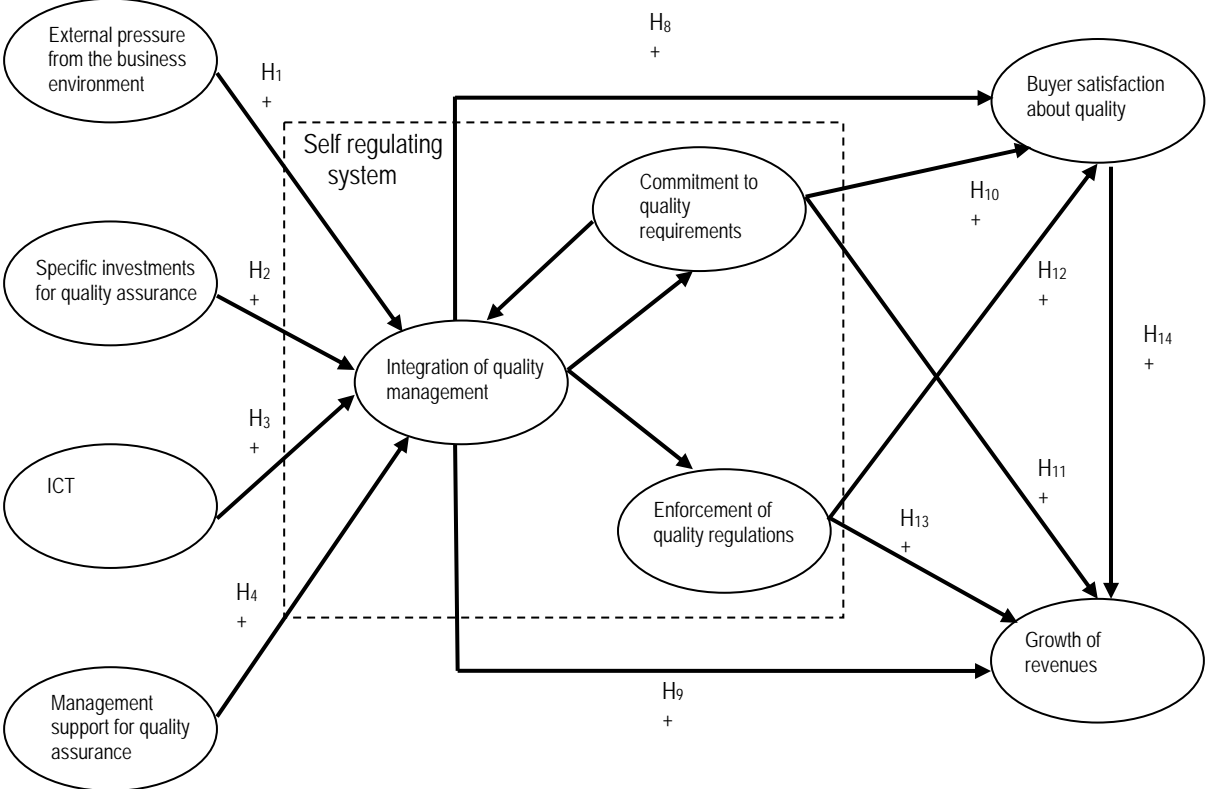 External pressure
from the business
environment
H1
+
H8
+
Buyer satisfaction
about quality
Self regulating
system
Commitment to
quality
requirements
H10
+
Specific investments
for quality assurance
H2
+
H12
+
H14
+
Integration of quality
management
H3
+
ICT
H11
+
Enforcement of
quality regulations
H13
+
H4
+
Growth of
revenues
H9
+
Management
support for quality
assurance